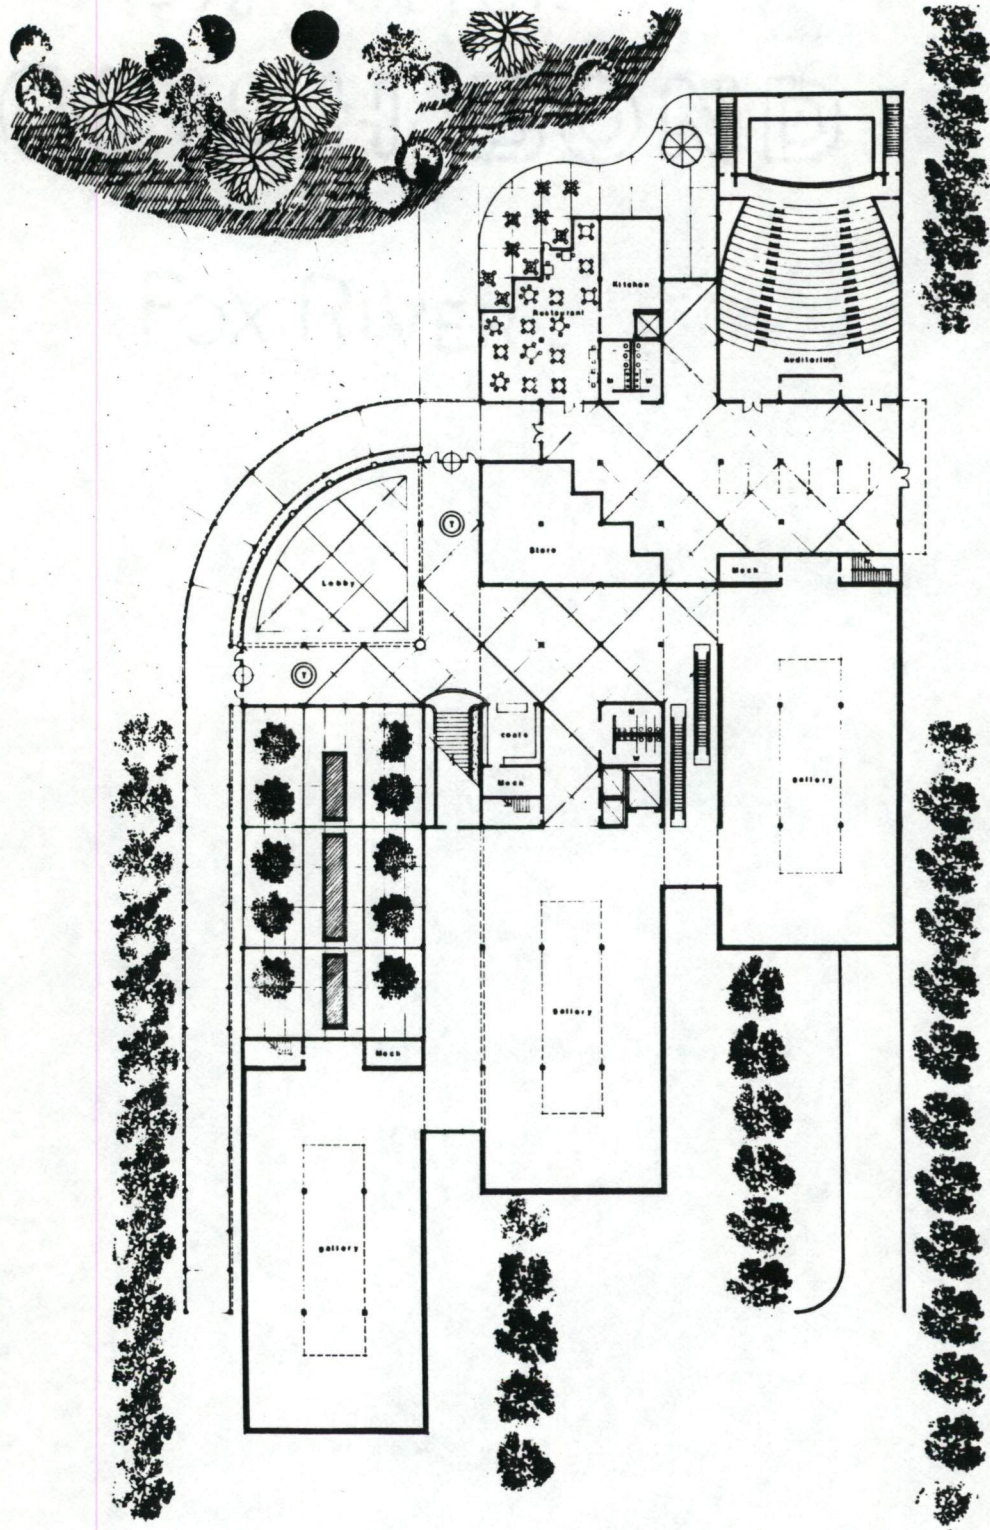 Kitchen
Restaurant
M
W
Auditorium
T
Store
Mech
Lobby
T
M
coats
W
Mech
gallery
gallery
Mech
gallery